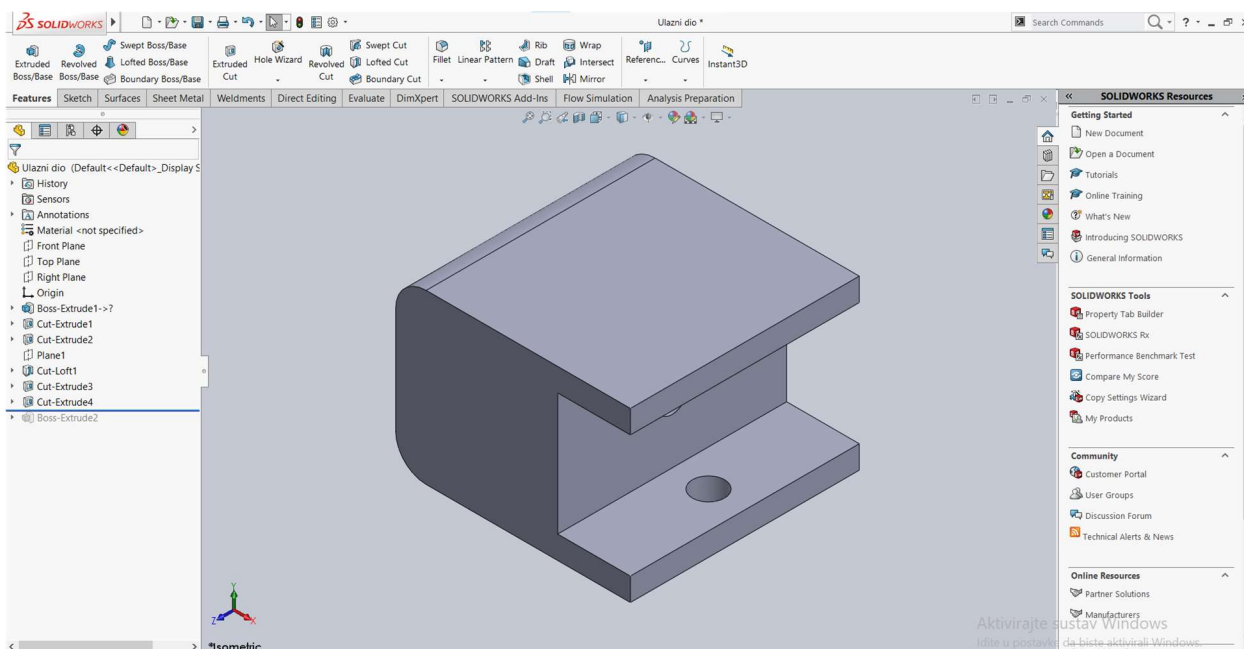 SOLIDWORKS
Ulazni dio *
Search Commands
Extruded Boss/Base
Revolved Boss/Base
Swept Boss/Base
Lofted Boss/Base
Boundary Boss/Base
Extruded Cut
Hole Wizard
Revolved Cut
Swept Cut
Lofted Cut
Boundary Cut
Fillet
Linear Pattern
Rib
Draft
Shell
Wrap
Intersect
Mirror
Referenc...
Curves
Instant3D
Features Sketch Surfaces Sheet Metal Weldments Direct Editing Evaluate DimXpert SOLIDWORKS Add-Ins Flow Simulation Analysis Preparation
Ulazni dio (Default<<Default>_Display S
History
Sensors
Annotations
Material <not specified>
Front Plane
Top Plane
Right Plane
Origin
Boss-Extrude1->?
Cut-Extrude1
Cut-Extrude2
Plane1
Cut-Loft1
Cut-Extrude3
Cut-Extrude4
Boss-Extrude2
Y
Z
X
*Isometric
SOLIDWORKS Resources
Getting Started
New Document
Open a Document
Tutorials
Online Training
What's New
Introducing SOLIDWORKS
General Information
SOLIDWORKS Tools
Property Tab Builder
SOLIDWORKS Rx
Performance Benchmark Test
Compare My Score
Copy Settings Wizard
My Products
Community
Customer Portal
User Groups
Discussion Forum
Technical Alerts & News
Online Resources
Partner Solutions
Manufacturers
Aktivirajte sustav Windows
Idite u postavke da biste aktivirali Windows.